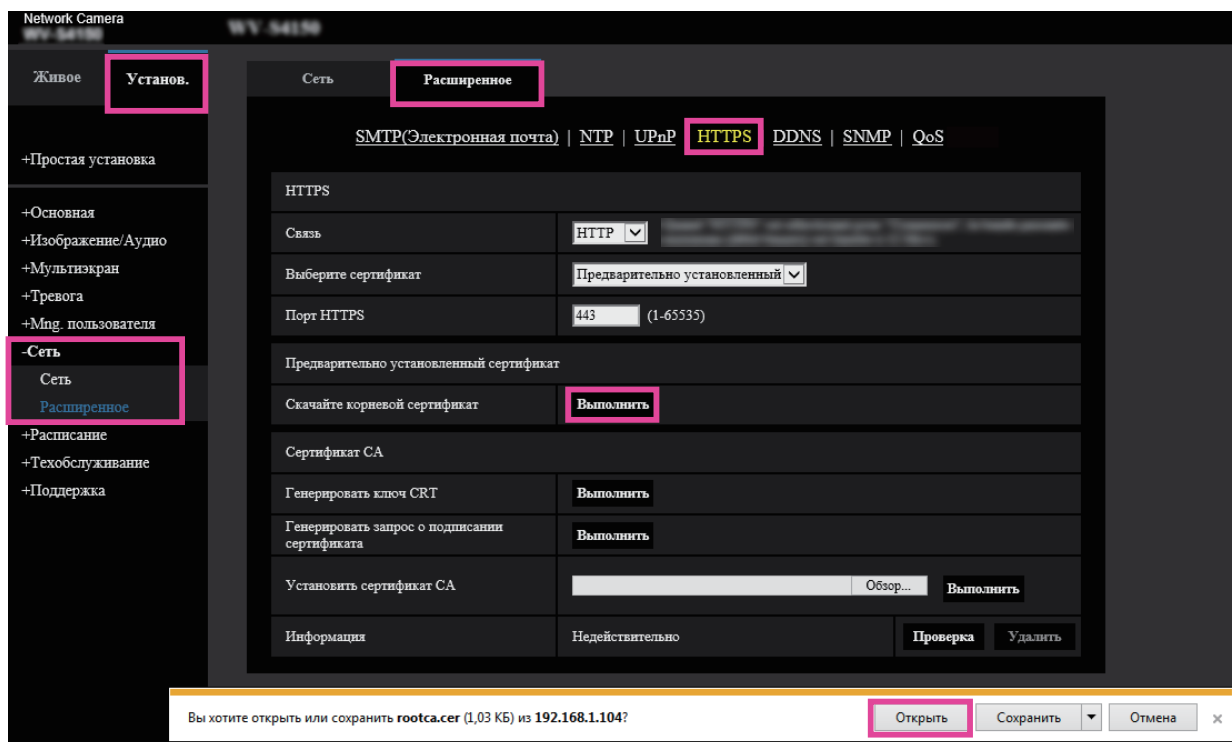 Network Camera
Живое
Установ.
+Простая установка
+Основная
+Изображение/Аудио
+Мультиэкран
+Тревога
+Mng. пользователя
-Сеть
Сеть
Расширенное
+Расписание
+Техобслуживание
+Поддержка
WV-S4150
Сеть
Расширенное
SMTP(Электронная почта) | NTP | UPnP HTTPS DDNS | SNMP | QoS
HTTPS
Связь HTTP
Выберите сертификат Предварительно установленный
Порт HTTPS 443 (1-65535)
Предварительно установленный сертификат
Скачайте корневой сертификат Выполнить
Сертификат CA
Генерировать ключ CRT Выполнить
Генерировать запрос о подписании
сертификата Выполнить
Установить сертификат CA Обзор... Выполнить
Информация Недействительно Проверка Удалить
Вы хотите открыть или сохранить rootca.cer (1,03 КБ) из 192.168.1.104? Открыть Сохранить Отмена ×